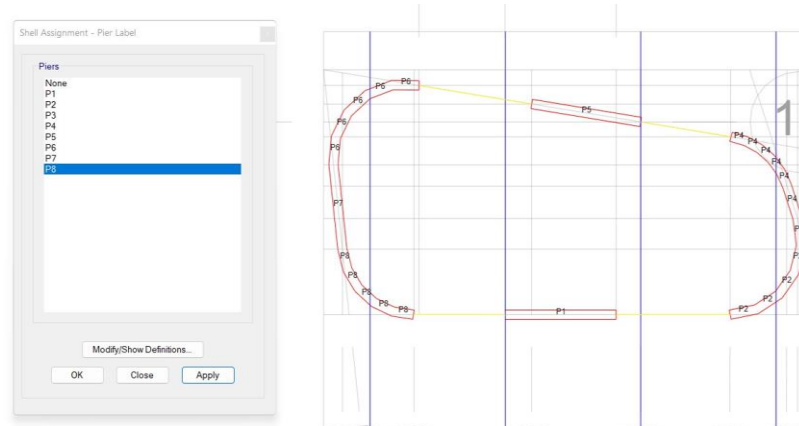 Shell Assignment - Pier Label
Piers
None
P1
P2
P3
P4
P5
P6
P7
P8
Modify/Show Definitions...
OK
Close
Apply
P6
P6
P6
P6
P6
P7
P8
P8
P8
P8
P8
P5
P1
P4
P4
P4
P4
P4
P4
P2
P2
P2
1